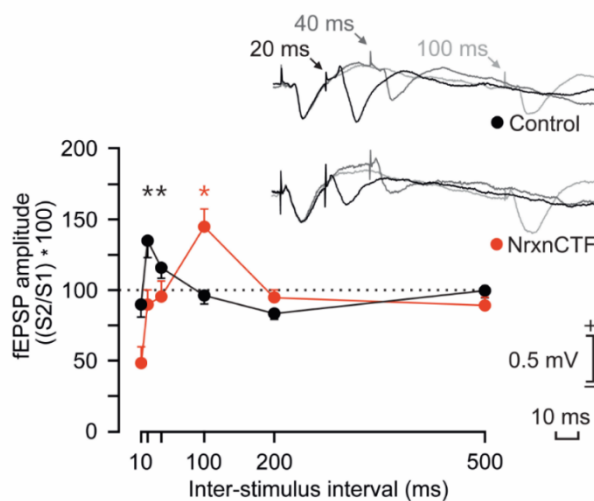 40 ms
20 ms
100 ms
Control
200
** *
150
NrxnCTF
100
fEPSP amplitude
((S2/S1) * 100)
+
0.5 mV
50
10 ms
0
10 100 200 500
Inter-stimulus interval (ms)